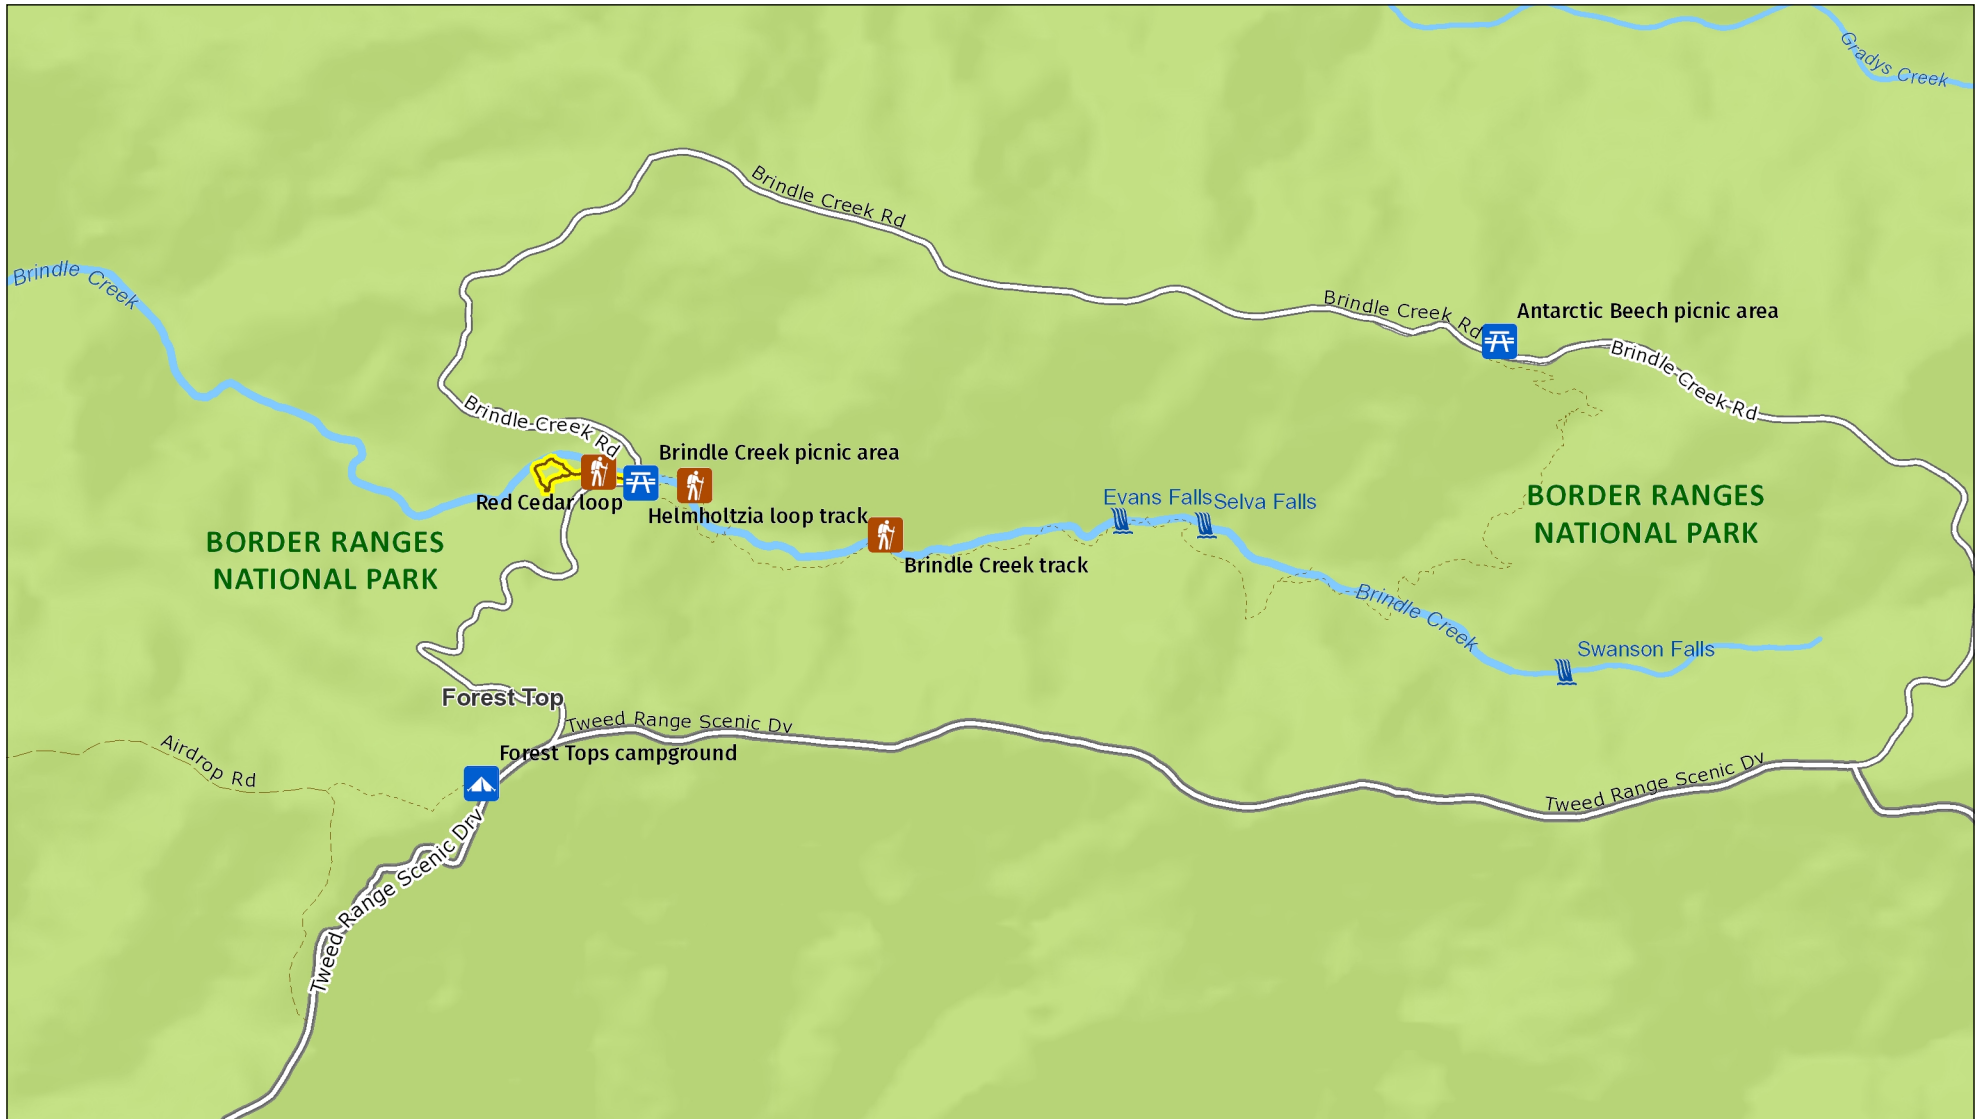 Gradys Creek
Brindle Creek Rd
Brindle Creek
Brindle Creek Rd
Antarctic Beech picnic area
Brindle Creek Rd
Brindle Creek Rd
Brindle Creek picnic area
Red Cedar loop
Helmholtzia loop track
Evans Falls
Selva Falls
BORDER RANGES
NATIONAL PARK
BORDER RANGES
NATIONAL PARK
Brindle Creek track
Brindle Creek
Swanson Falls
Forest Top
Tweed Range Scenic Dv
Airdrop Rd
Forest Tops campground
Tweed Range Scenic Dv
Tweed Range Scenic Drv